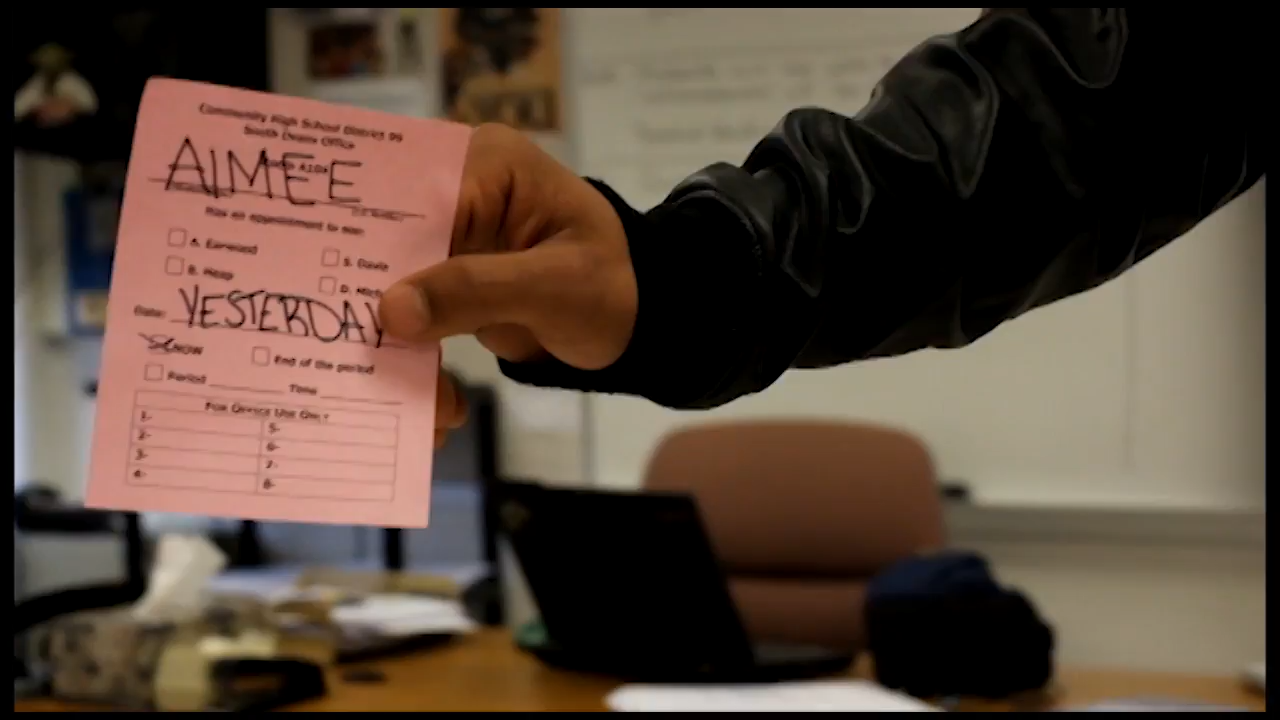 Community High School District 99
South Deans Office
AIMEE
Has an appointment to see:
A. Earwood
S. Davis
B. Heap
D.
Date: YESTERDAY
NOW
End of the period
Period Time
FOR OFFICE USE ONLY
1- 5-
2- 6-
3- 7-
4- 8-